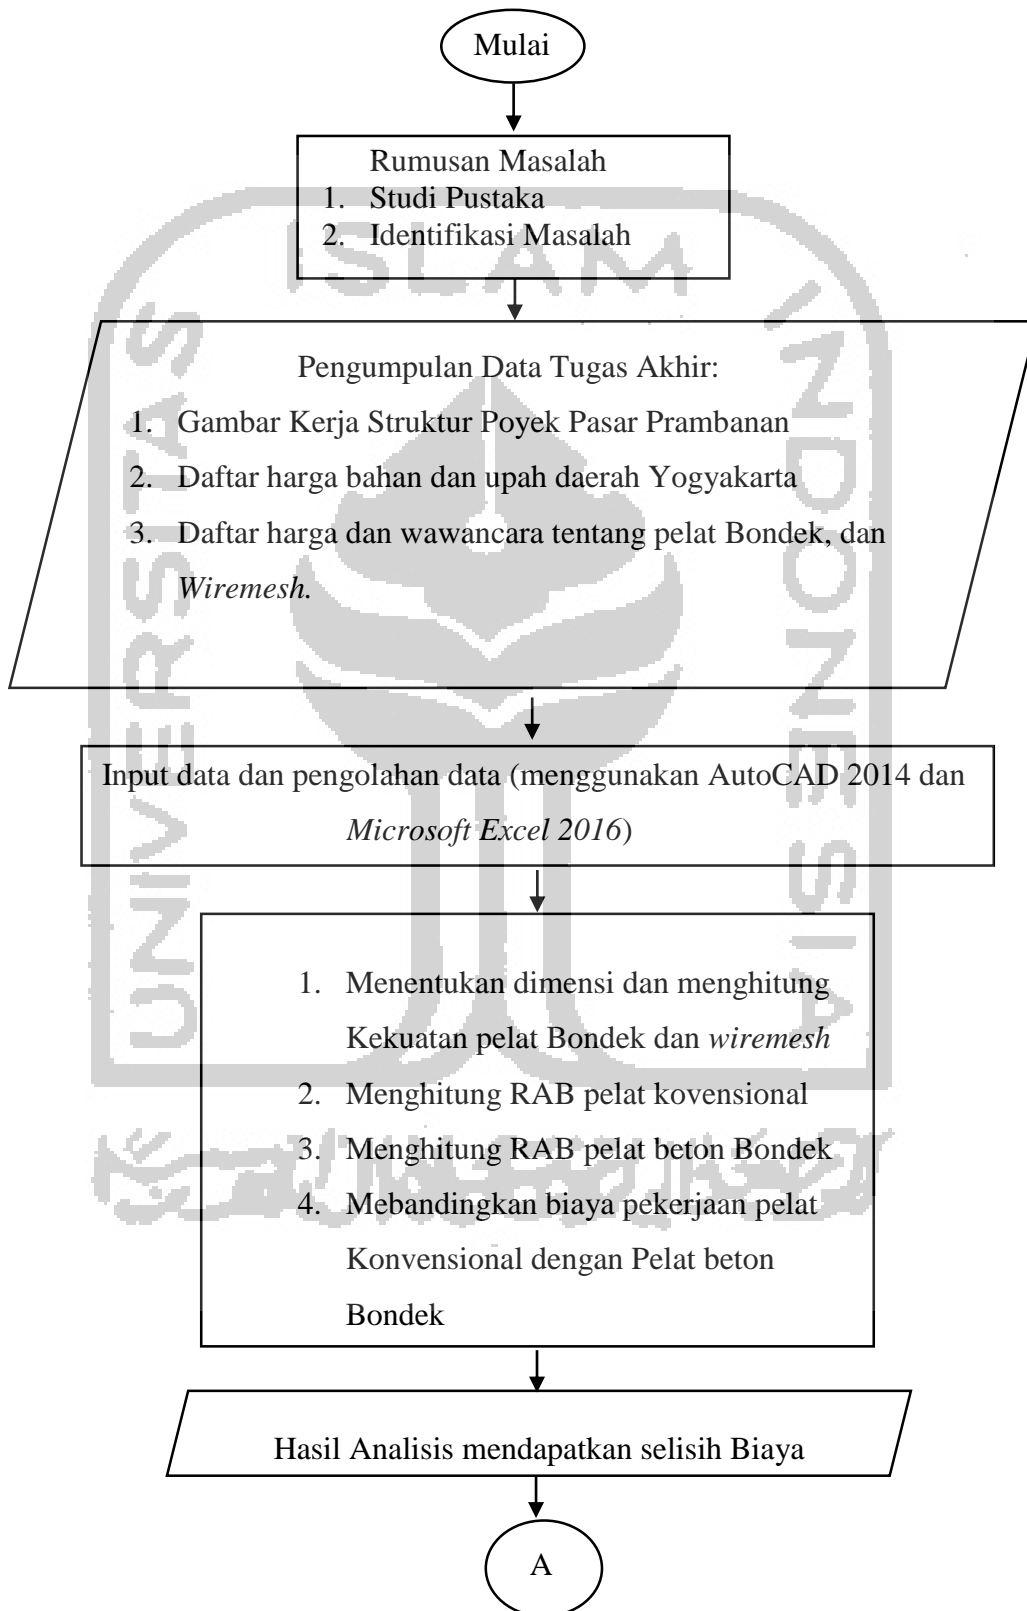 Mulai
Rumusan Masalah
1. Studi Pustaka
2. Identifikasi Masalah
Pengumpulan Data Tugas Akhir:
1. Gambar Kerja Struktur Poyek Pasar Prambanan
2. Daftar harga bahan dan upah daerah Yogyakarta
3. Daftar harga dan wawancara tentang pelat Bondek, dan
Wiremesh.
Input data dan pengolahan data (menggunakan AutoCAD 2014 dan
Microsoft Excel 2016)
1. Menentukan dimensi dan menghitung
Kekuatan pelat Bondek dan wiremesh
2. Menghitung RAB pelat kovensional
3. Menghitung RAB pelat beton Bondek
4. Mebandingkan biaya pekerjaan pelat
Konvensional dengan Pelat beton
Bondek
Hasil Analisis mendapatkan selisih Biaya
A
UNIVERSITAS
ISLAM
INDONESIA